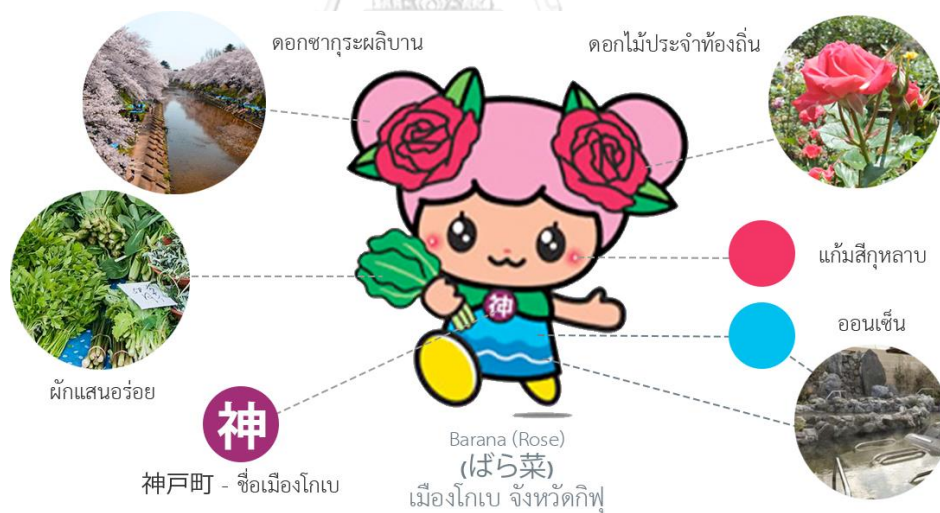 ดอกซากุระผลิบาน
ดอกไม้ประจำท้องถิ่น
แก้มสีกุหลาบ
ออนเซ็น
ผักแสนอร่อย
神
神
神戸町 - ชื่อเมืองโกเบ
Barana (Rose)
(ばら菜)
เมืองโกเบ จังหวัดกิฟุ